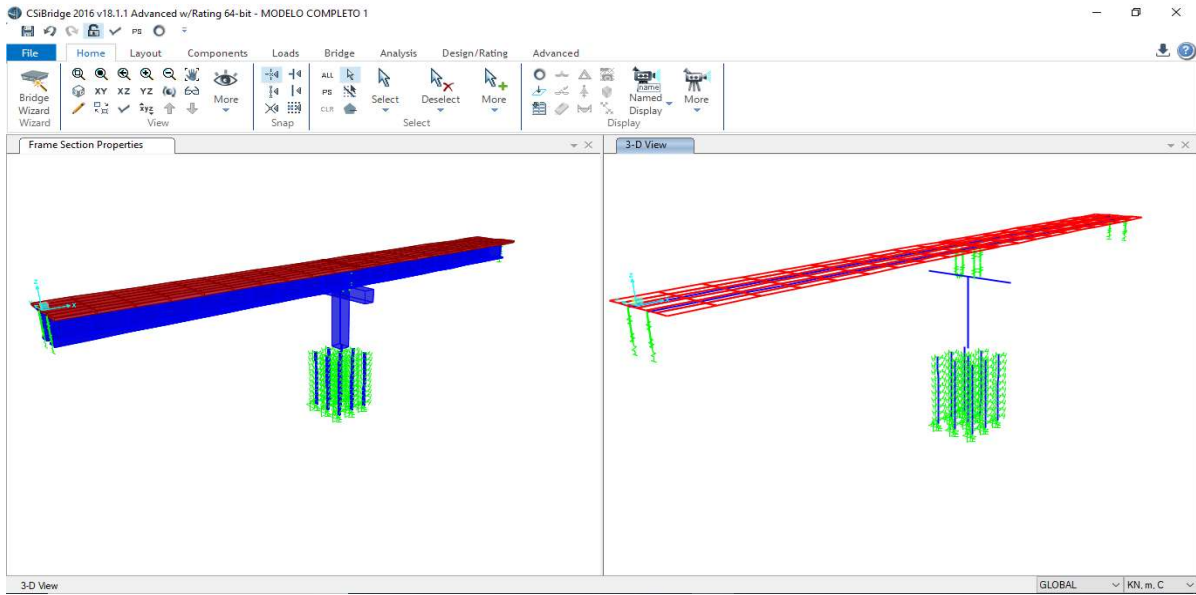 CSiBridge 2016 v18.1.1 Advanced w/Rating 64-bit - MODELO COMPLETO 1
PS
File Home Layout Components Loads Bridge Analysis Design/Rating Advanced
Bridge Wizard
XY XZ YZ
xyz
More
ALL
PS
CLR
Select
Deselect
More
name
Named Display
More
Wizard View Snap Select Display
Frame Section Properties
3-D View
Z
X
Z
3-D View
GLOBAL
KN, m, C